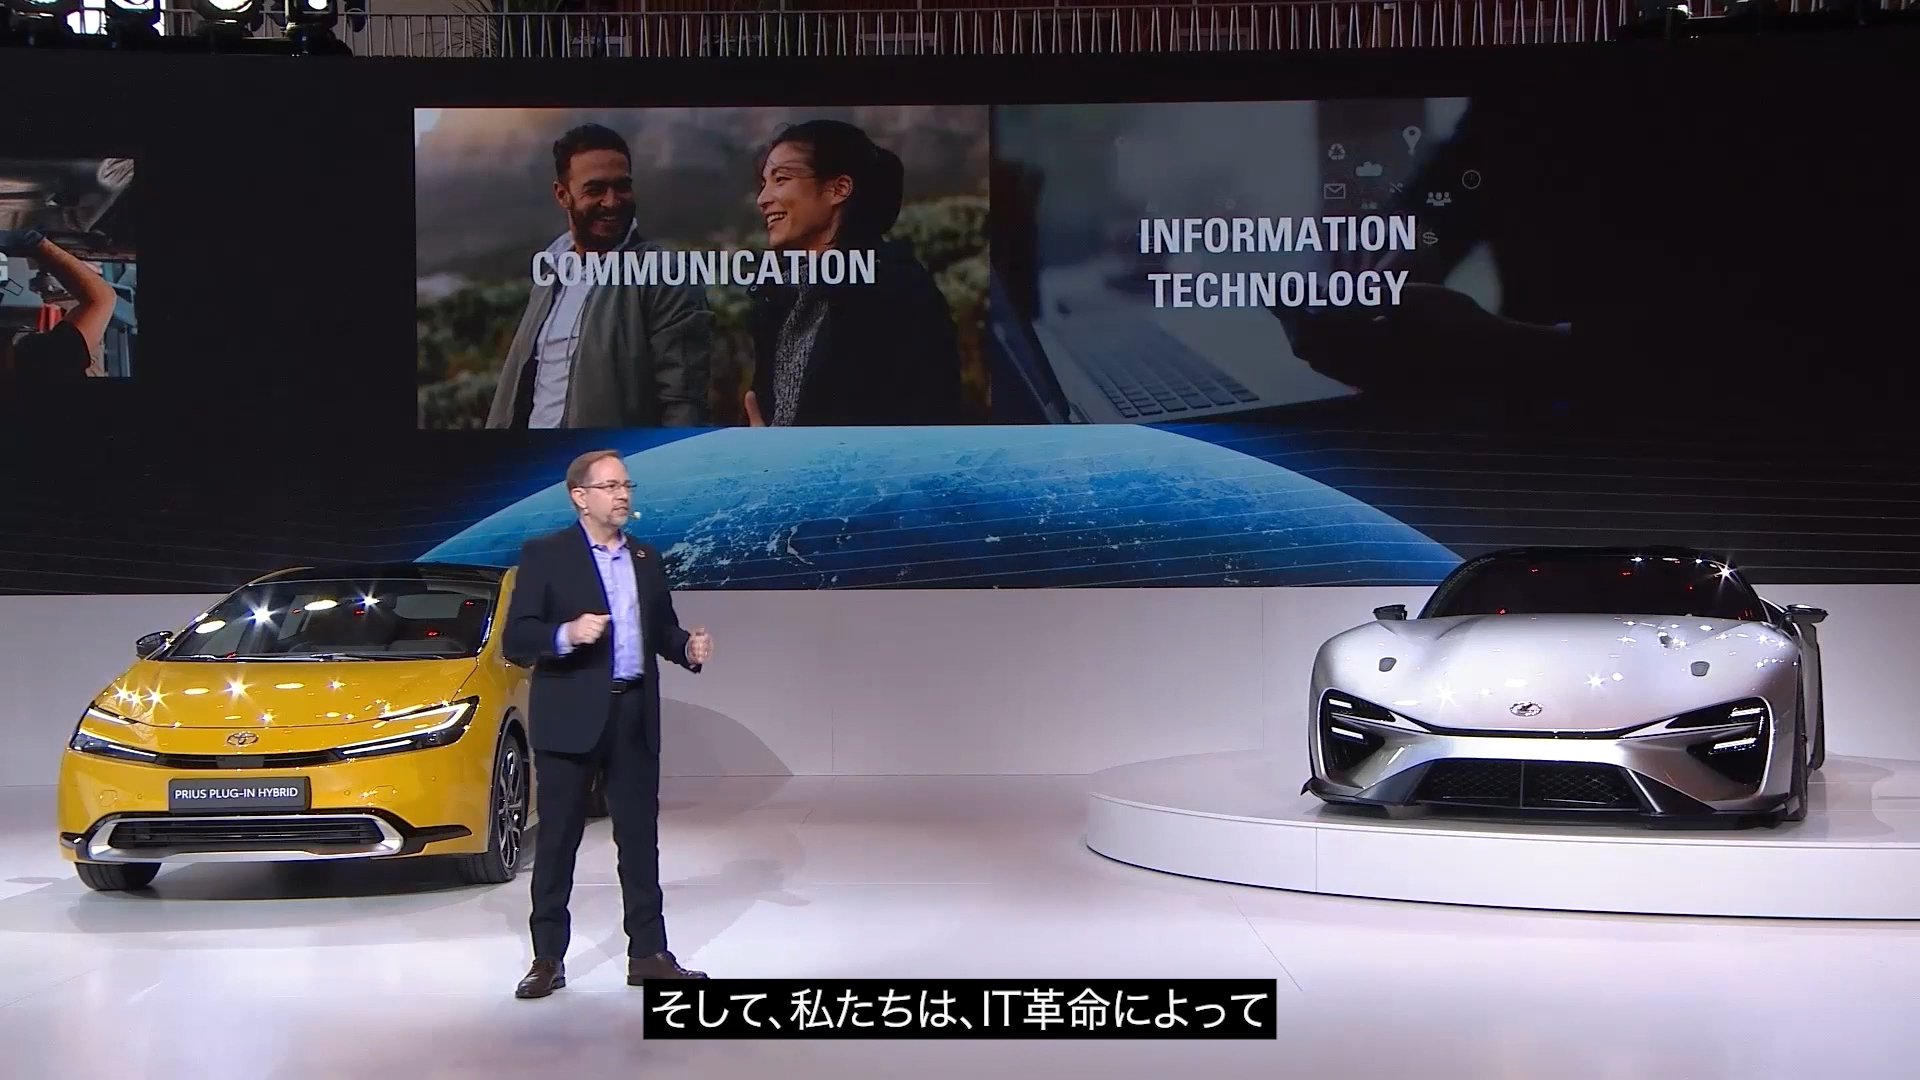 COMMUNICATION
INFORMATION
TECHNOLOGY
G
PRIUS PLUG-IN HYBRID
そして、私たちは、IT革命によって